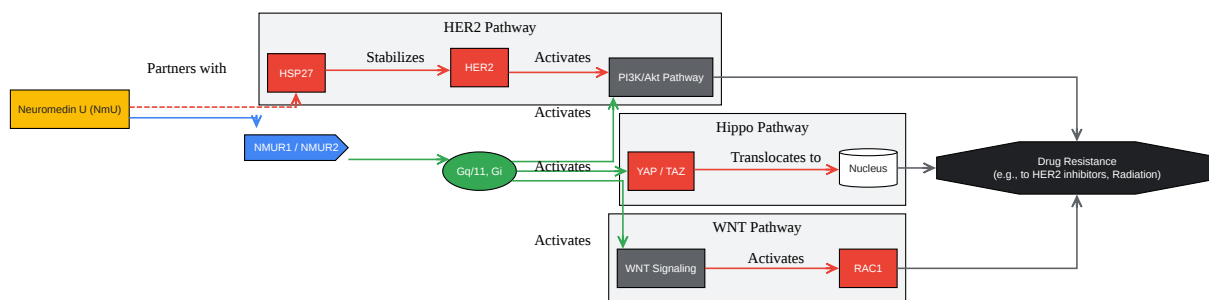 HER2 Pathway
Partners with
HSP27
Stabilizes
HER2
Activates
PI3K/Akt Pathway
Neuromedin U (NmU)
Activates
NMUR1 / NMUR2
Hippo Pathway
Gq/11, Gi
Activates
YAP / TAZ
Translocates to
Nucleus
Drug Resistance
(e.g., to HER2 inhibitors, Radiation)
WNT Pathway
Activates
WNT Signaling
Activates
RAC1